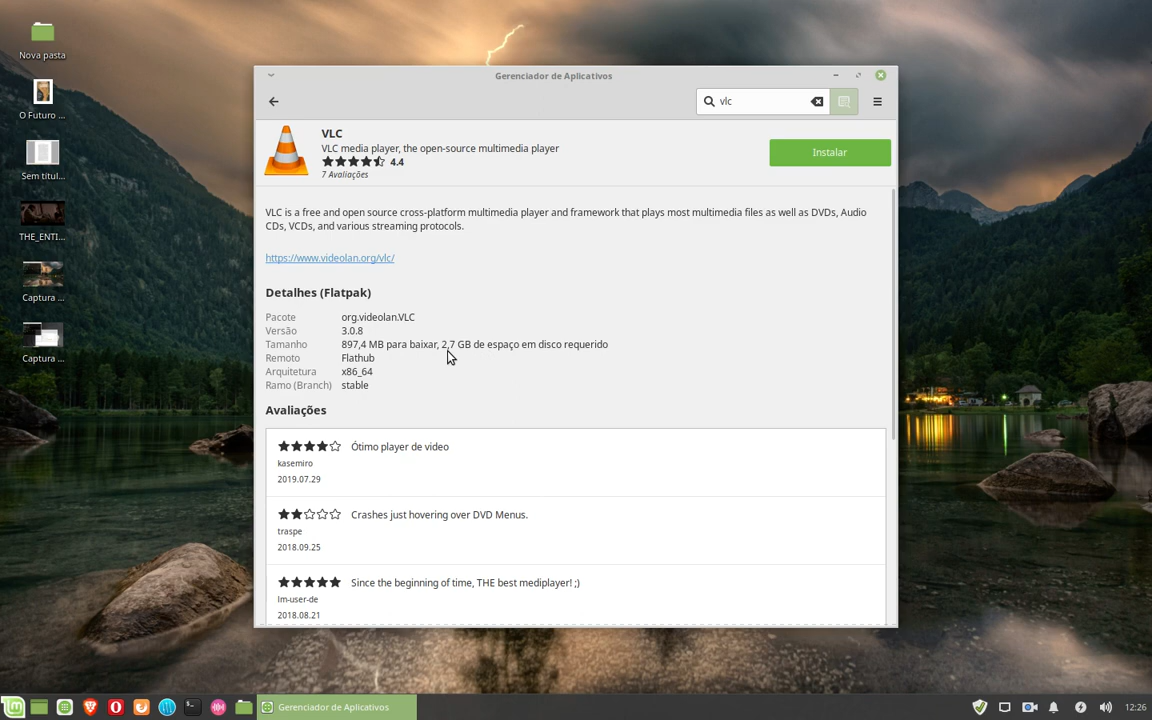 Nova pasta
O Futuro ...
Sem titul...
THE_ENTI...
Captura ...
Captura ...
Gerenciador de Aplicativos
vlc
VLC
VLC media player, the open-source multimedia player
4.4
7 Avaliações
Instalar
VLC is a free and open source cross-platform multimedia player and framework that plays most multimedia files as well as DVDs, Audio
CDs, VCDs, and various streaming protocols.
https://www.videolan.org/vlc/
Detalhes (Flatpak)
Pacote org.videolan.VLC
Versão 3.0.8
Tamanho 897,4 MB para baixar, 2,7 GB de espaço em disco requerido
Remoto Flathub
Arquitetura x86_64
Ramo (Branch) stable
Avaliações
Ótimo player de video
kasemiro
2019.07.29
Crashes just hovering over DVD Menus.
traspe
2018.09.25
Since the beginning of time, THE best mediplayer! ;)
lm-user-de
2018.08.21
Gerenciador de Aplicativos
12:26